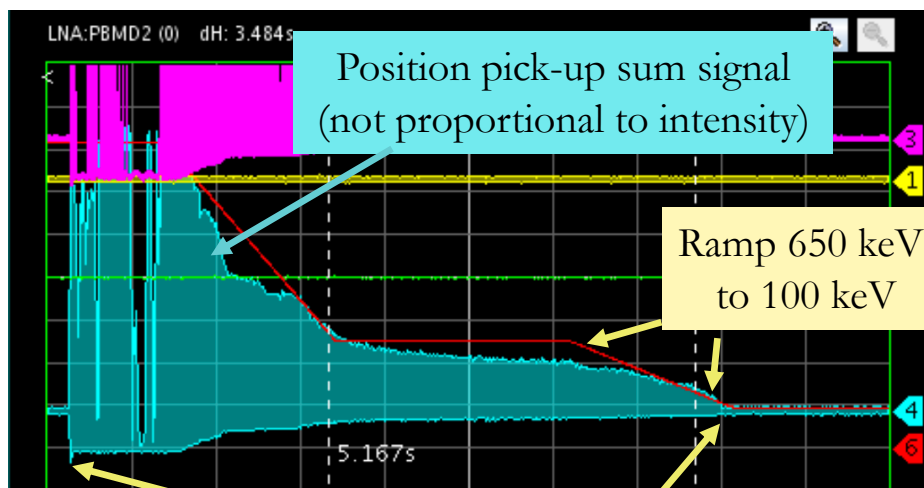 LNA:PBMD2 (0) dH: 3.484s
Position pick-up sum signal
(not proportional to intensity)
3
1
Ramp 650 keV
to 100 keV
4
5.167s
6